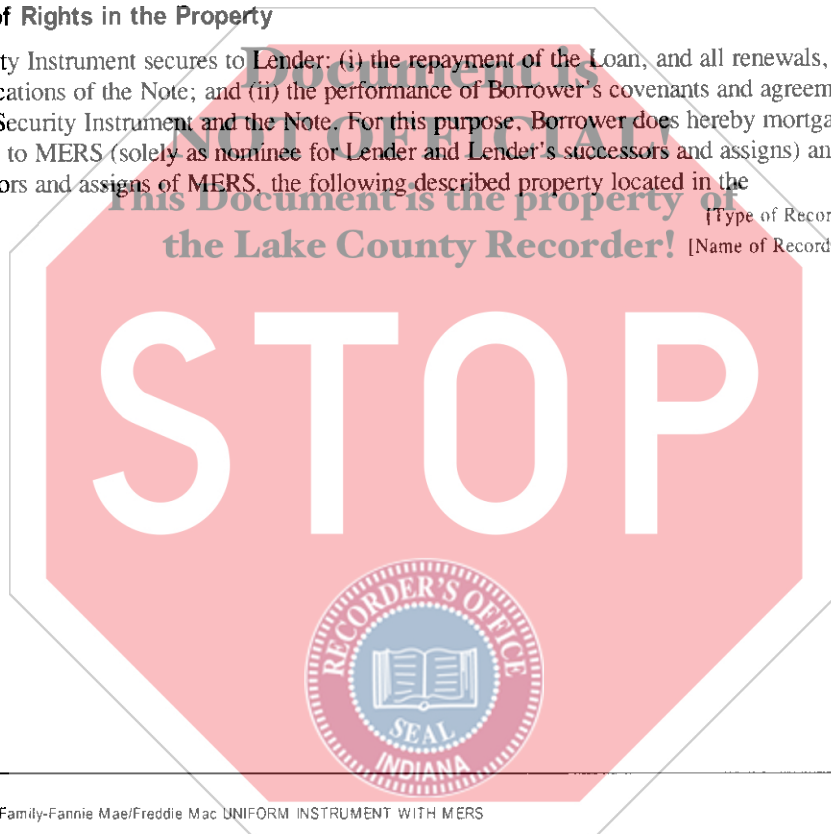 of Rights in the Property
ty Instrument secures to Lender: (i) the repayment of the Loan, and all renewals,
cations of the Note; and (ii) the performance of Borrower's covenants and agreem
Security Instrument and the Note. For this purpose, Borrower does hereby mortga
to MERS (solely as nominee for Lender and Lender's successors and assigns) an
ors and assigns of MERS, the following described property located in the
[Type of Recor
[Name of Record
Document is
NOT OFFICIAL!
This Document is the property of
the Lake County Recorder!
STOP
RECORDER'S OFFICE
SEAL
INDIANA
Family-Fannie Mae/Freddie Mac UNIFORM INSTRUMENT WITH MERS